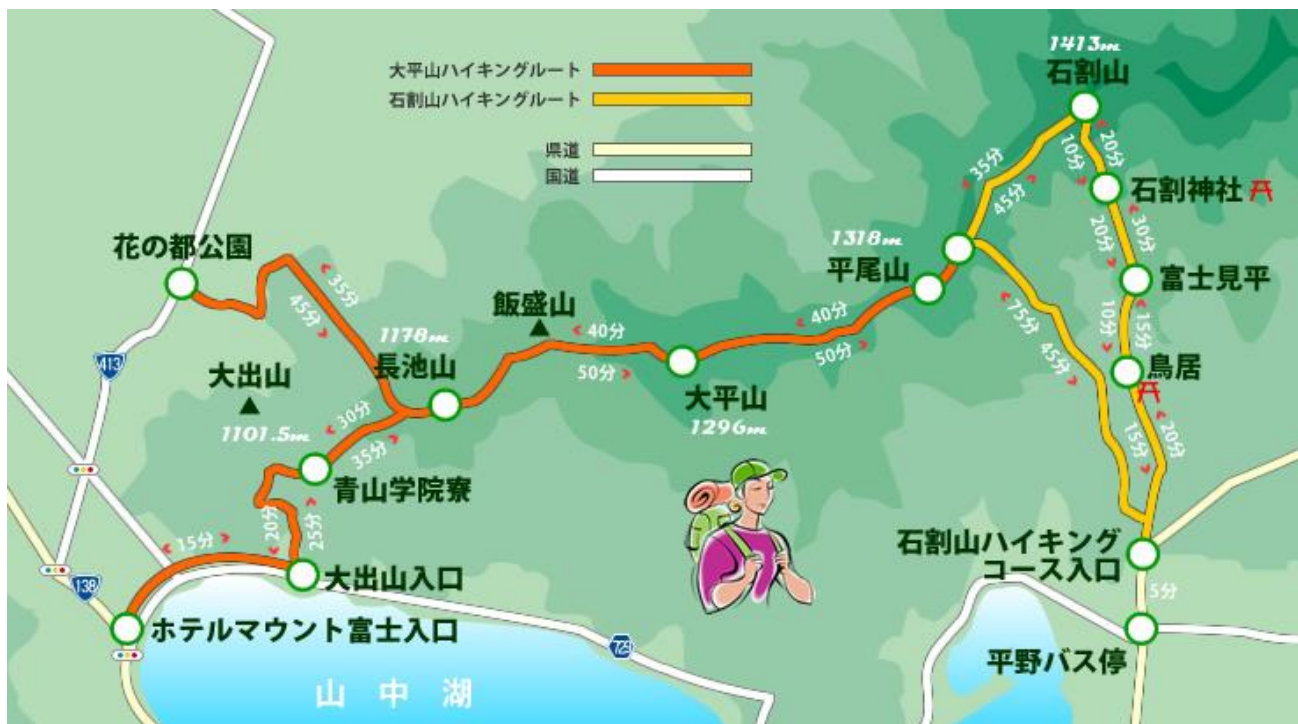 大平山ハイキングルート
石割山ハイキングルート
県道
国道
1413m
石割山
35分
45分
20分
10分
石割神社
30分
20分
富士見平
15分
10分
鳥居
20分
15分
75分
45分
1318m
平尾山
40分
50分
花の都公園
35分
45分
飯盛山
40分
50分
大平山
1296m
1178m
長池山
413
大出山
1101.5m
30分
35分
青山学院寮
20分
25分
15分
大出山入口
138
ホテルマウント富士入口
729
山中湖
石割山ハイキング
コース入口
5分
平野バス停